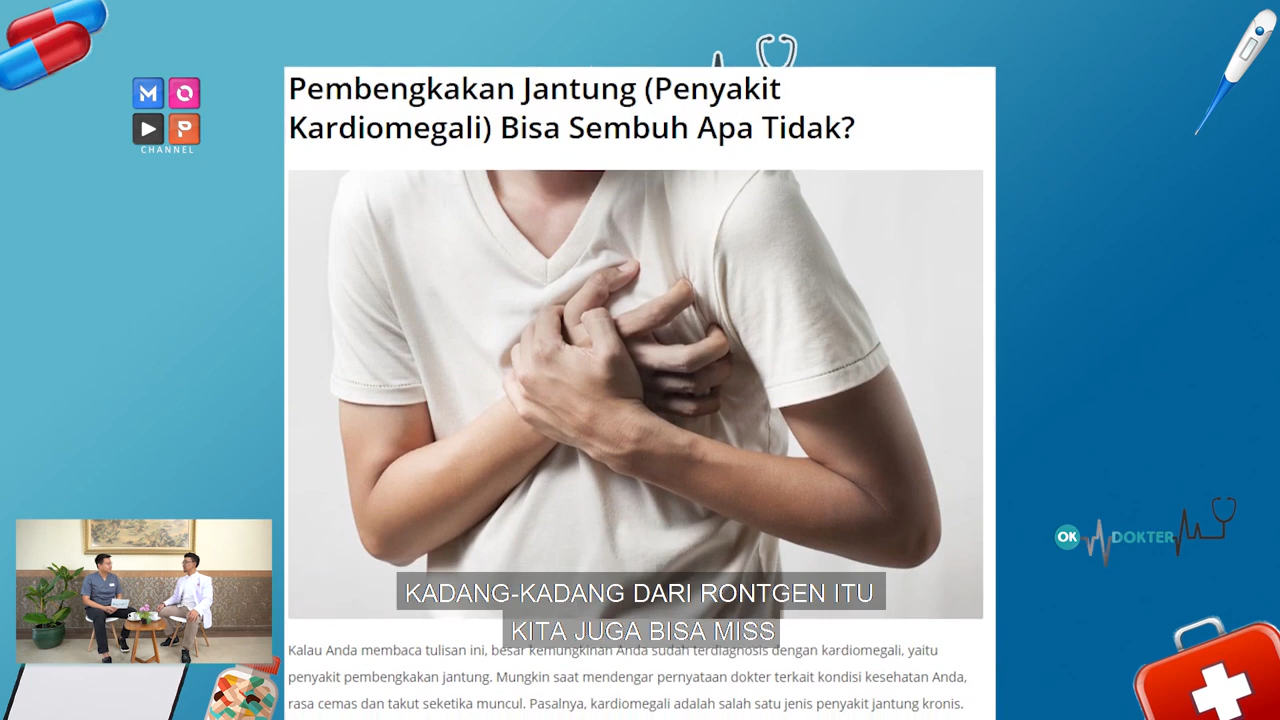 M O
P
CHANNEL
Pembengkakan Jantung (Penyakit
Kardiomegali) Bisa Sembuh Apa Tidak?
OK DOKTER
KADANG-KADANG DARI RONTGEN ITU
KITA JUGA BISA MISS
Kalau Anda membaca tulisan ini, besar kemungkinan Anda sudah terdiagnosis dengan kardiomegali, yaitu
penyakit pembengkakan jantung. Mungkin saat mendengar pernyataan dokter terkait kondisi kesehatan Anda,
rasa cemas dan takut seketika muncul. Pasalnya, kardiomegali adalah salah satu jenis penyakit jantung kronis.